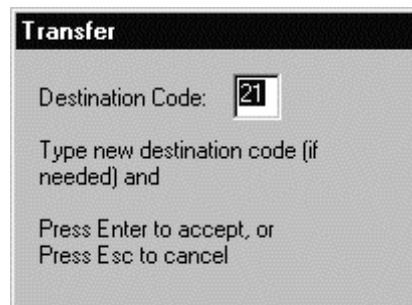 Transfer
Destination Code: 21
Type new destination code (if
needed) and
Press Enter to accept, or
Press Esc to cancel